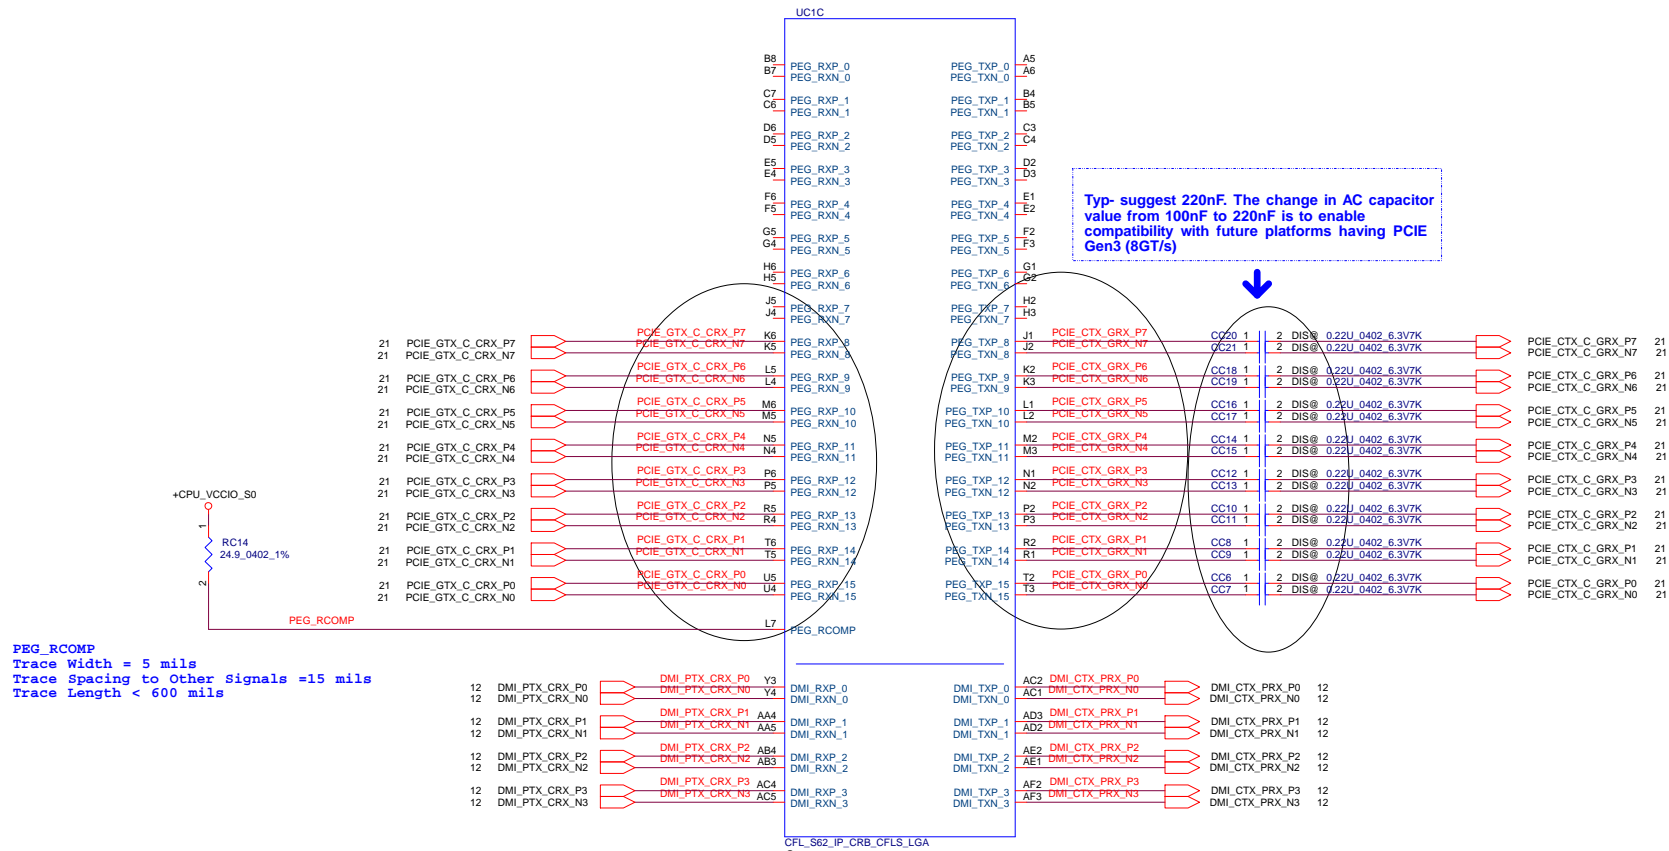 UC1C
B8 PEG_RXP_0 PEG_TXP_0 A5
B7 PEG_RXN_0 PEG_TXN_0 A6
C7 PEG_RXP_1 PEG_TXP_1 B4
C6 PEG_RXN_1 PEG_TXN_1 B5
D6 PEG_RXP_2 PEG_TXP_2 C3
D5 PEG_RXN_2 PEG_TXN_2 C4
E5 PEG_RXP_3 PEG_TXP_3 D2
E4 PEG_RXN_3 PEG_TXN_3 D3
F6 PEG_RXP_4 PEG_TXP_4 E1
F5 PEG_RXN_4 PEG_TXN_4 E2
G5 PEG_RXP_5 PEG_TXP_5 F2
G4 PEG_RXN_5 PEG_TXN_5 F3
H6 PEG_RXP_6 PEG_TXP_6 G1
H5 PEG_RXN_6 PEG_TXN_6 G2
J5 PEG_RXP_7 PEG_TXP_7 H2
J4 PEG_RXN_7 PEG_TXN_7 H3
Typ- suggest 220nF. The change in AC capacitor
value from 100nF to 220nF is to enable
compatibility with future platforms having PCIE
Gen3 (8GT/s)
21 PCIE_GTX_C_CRX_P7 PCIE_GTX_C_CRX_P7 K6 PEG_RXP_8 PEG_TXP_8 J1 PCIE_CTX_GRX_P7 CC20 1 2 DIS@ 0.22U_0402_6.3V7K PCIE_CTX_C_GRX_P7 21
21 PCIE_GTX_C_CRX_N7 PCIE_GTX_C_CRX_N7 K5 PEG_RXN_8 PEG_TXN_8 J2 PCIE_CTX_GRX_N7 CC21 1 2 DIS@ 0.22U_0402_6.3V7K PCIE_CTX_C_GRX_N7 21
21 PCIE_GTX_C_CRX_P6 PCIE_GTX_C_CRX_P6 L5 PEG_RXP_9 PEG_TXP_9 K2 PCIE_CTX_GRX_P6 CC18 1 2 DIS@ 0.22U_0402_6.3V7K PCIE_CTX_C_GRX_P6 21
21 PCIE_GTX_C_CRX_N6 PCIE_GTX_C_CRX_N6 L4 PEG_RXN_9 PEG_TXN_9 K3 PCIE_CTX_GRX_N6 CC19 1 2 DIS@ 0.22U_0402_6.3V7K PCIE_CTX_C_GRX_N6 21
21 PCIE_GTX_C_CRX_P5 PCIE_GTX_C_CRX_P5 M6 PEG_RXP_10 PEG_TXP_10 L1 PCIE_CTX_GRX_P5 CC16 1 2 DIS@ 0.22U_0402_6.3V7K PCIE_CTX_C_GRX_P5 21
21 PCIE_GTX_C_CRX_N5 PCIE_GTX_C_CRX_N5 M5 PEG_RXN_10 PEG_TXN_10 L2 PCIE_CTX_GRX_N5 CC17 1 2 DIS@ 0.22U_0402_6.3V7K PCIE_CTX_C_GRX_N5 21
21 PCIE_GTX_C_CRX_P4 PCIE_GTX_C_CRX_P4 N5 PEG_RXP_11 PEG_TXP_11 M2 PCIE_CTX_GRX_P4 CC14 1 2 DIS@ 0.22U_0402_6.3V7K PCIE_CTX_C_GRX_P4 21
21 PCIE_GTX_C_CRX_N4 PCIE_GTX_C_CRX_N4 N4 PEG_RXN_11 PEG_TXN_11 M3 PCIE_CTX_GRX_N4 CC15 1 2 DIS@ 0.22U_0402_6.3V7K PCIE_CTX_C_GRX_N4 21
21 PCIE_GTX_C_CRX_P3 PCIE_GTX_C_CRX_P3 P6 PEG_RXP_12 PEG_TXP_12 N1 PCIE_CTX_GRX_P3 CC12 1 2 DIS@ 0.22U_0402_6.3V7K PCIE_CTX_C_GRX_P3 21
21 PCIE_GTX_C_CRX_N3 PCIE_GTX_C_CRX_N3 P5 PEG_RXN_12 PEG_TXN_12 N2 PCIE_CTX_GRX_N3 CC13 1 2 DIS@ 0.22U_0402_6.3V7K PCIE_CTX_C_GRX_N3 21
21 PCIE_GTX_C_CRX_P2 PCIE_GTX_C_CRX_P2 R5 PEG_RXP_13 PEG_TXP_13 P2 PCIE_CTX_GRX_P2 CC10 1 2 DIS@ 0.22U_0402_6.3V7K PCIE_CTX_C_GRX_P2 21
21 PCIE_GTX_C_CRX_N2 PCIE_GTX_C_CRX_N2 R4 PEG_RXN_13 PEG_TXN_13 P3 PCIE_CTX_GRX_N2 CC11 1 2 DIS@ 0.22U_0402_6.3V7K PCIE_CTX_C_GRX_N2 21
21 PCIE_GTX_C_CRX_P1 PCIE_GTX_C_CRX_P1 T6 PEG_RXP_14 PEG_TXP_14 R2 PCIE_CTX_GRX_P1 CC8 1 2 DIS@ 0.22U_0402_6.3V7K PCIE_CTX_C_GRX_P1 21
21 PCIE_GTX_C_CRX_N1 PCIE_GTX_C_CRX_N1 T5 PEG_RXN_14 PEG_TXN_14 R1 PCIE_CTX_GRX_N1 CC9 1 2 DIS@ 0.22U_0402_6.3V7K PCIE_CTX_C_GRX_N1 21
21 PCIE_GTX_C_CRX_P0 PCIE_GTX_C_CRX_P0 U5 PEG_RXP_15 PEG_TXP_15 T2 PCIE_CTX_GRX_P0 CC6 1 2 DIS@ 0.22U_0402_6.3V7K PCIE_CTX_C_GRX_P0 21
21 PCIE_GTX_C_CRX_N0 PCIE_GTX_C_CRX_N0 U4 PEG_RXN_15 PEG_TXN_15 T3 PCIE_CTX_GRX_N0 CC7 1 2 DIS@ 0.22U_0402_6.3V7K PCIE_CTX_C_GRX_N0 21
+CPU_VCCIO_S0
1
RC14
24.9_0402_1%
2
PEG_RCOMP L7 PEG_RCOMP
PEG_RCOMP
Trace Width = 5 mils
Trace Spacing to Other Signals =15 mils
Trace Length < 600 mils
12 DMI_PTX_CRX_P0 DMI_PTX_CRX_P0 Y3 DMI_RXP_0 DMI_TXP_0 AC2 DMI_CTX_PRX_P0 DMI_CTX_PRX_P0 12
12 DMI_PTX_CRX_N0 DMI_PTX_CRX_N0 Y4 DMI_RXN_0 DMI_TXN_0 AC1 DMI_CTX_PRX_N0 DMI_CTX_PRX_N0 12
12 DMI_PTX_CRX_P1 DMI_PTX_CRX_P1 AA4 DMI_RXP_1 DMI_TXP_1 AD3 DMI_CTX_PRX_P1 DMI_CTX_PRX_P1 12
12 DMI_PTX_CRX_N1 DMI_PTX_CRX_N1 AA5 DMI_RXN_1 DMI_TXN_1 AD2 DMI_CTX_PRX_N1 DMI_CTX_PRX_N1 12
12 DMI_PTX_CRX_P2 DMI_PTX_CRX_P2 AB4 DMI_RXP_2 DMI_TXP_2 AE2 DMI_CTX_PRX_P2 DMI_CTX_PRX_P2 12
12 DMI_PTX_CRX_N2 DMI_PTX_CRX_N2 AB3 DMI_RXN_2 DMI_TXN_2 AE1 DMI_CTX_PRX_N2 DMI_CTX_PRX_N2 12
12 DMI_PTX_CRX_P3 DMI_PTX_CRX_P3 AC4 DMI_RXP_3 DMI_TXP_3 AF2 DMI_CTX_PRX_P3 DMI_CTX_PRX_P3 12
12 DMI_PTX_CRX_N3 DMI_PTX_CRX_N3 AC5 DMI_RXN_3 DMI_TXN_3 AF3 DMI_CTX_PRX_N3 DMI_CTX_PRX_N3 12
CFL_S62_IP_CRB_CFLS_LGA